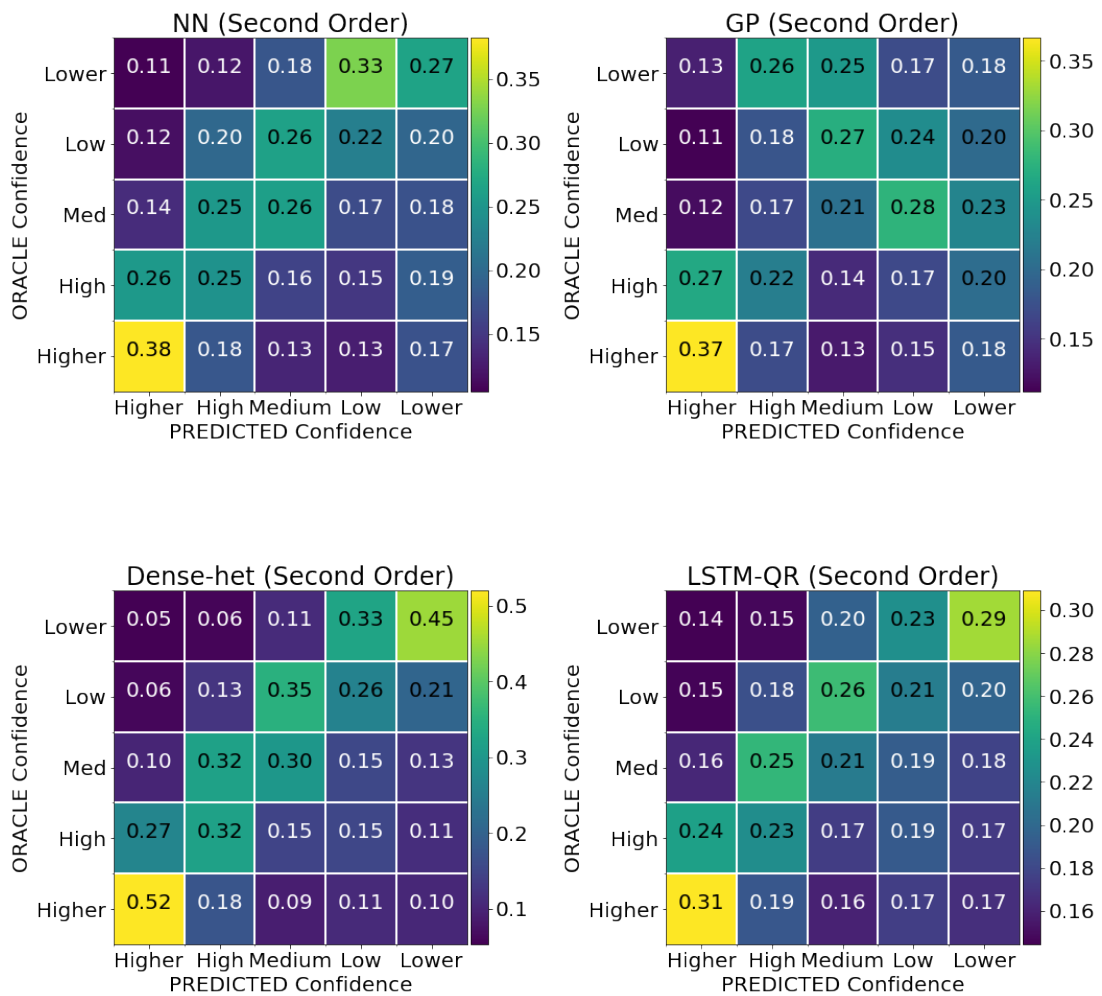 NN (Second Order)
ORACLE Confidence
Lower 0.11 0.12 0.18 0.33 0.27
Low 0.12 0.20 0.26 0.22 0.20
Med 0.14 0.25 0.26 0.17 0.18
High 0.26 0.25 0.16 0.15 0.19
Higher 0.38 0.18 0.13 0.13 0.17
Higher High Medium Low Lower
PREDICTED Confidence
0.35
0.30
0.25
0.20
0.15
GP (Second Order)
ORACLE Confidence
Lower 0.13 0.26 0.25 0.17 0.18
Low 0.11 0.18 0.27 0.24 0.20
Med 0.12 0.17 0.21 0.28 0.23
High 0.27 0.22 0.14 0.17 0.20
Higher 0.37 0.17 0.13 0.15 0.18
Higher High Medium Low Lower
PREDICTED Confidence
0.35
0.30
0.25
0.20
0.15
Dense-het (Second Order)
ORACLE Confidence
Lower 0.05 0.06 0.11 0.33 0.45
Low 0.06 0.13 0.35 0.26 0.21
Med 0.10 0.32 0.30 0.15 0.13
High 0.27 0.32 0.15 0.15 0.11
Higher 0.52 0.18 0.09 0.11 0.10
Higher High Medium Low Lower
PREDICTED Confidence
0.5
0.4
0.3
0.2
0.1
LSTM-QR (Second Order)
ORACLE Confidence
Lower 0.14 0.15 0.20 0.23 0.29
Low 0.15 0.18 0.26 0.21 0.20
Med 0.16 0.25 0.21 0.19 0.18
High 0.24 0.23 0.17 0.19 0.17
Higher 0.31 0.19 0.16 0.17 0.17
Higher High Medium Low Lower
PREDICTED Confidence
0.30
0.28
0.26
0.24
0.22
0.20
0.18
0.16